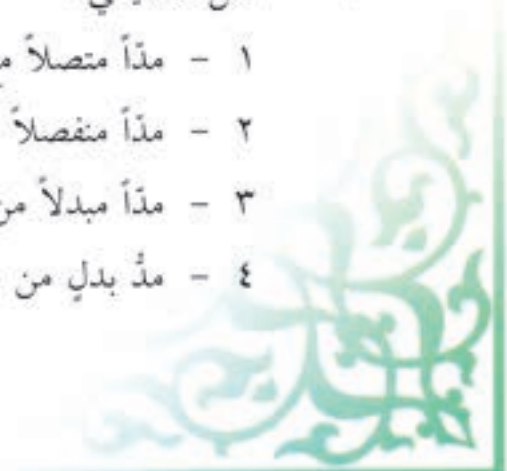 ١ - مدّاً متصلاً
٢ - مدّاً منفصلاً
٣ - مدّاً مبدلاً من
٤ - مدُّ بدلٍ من